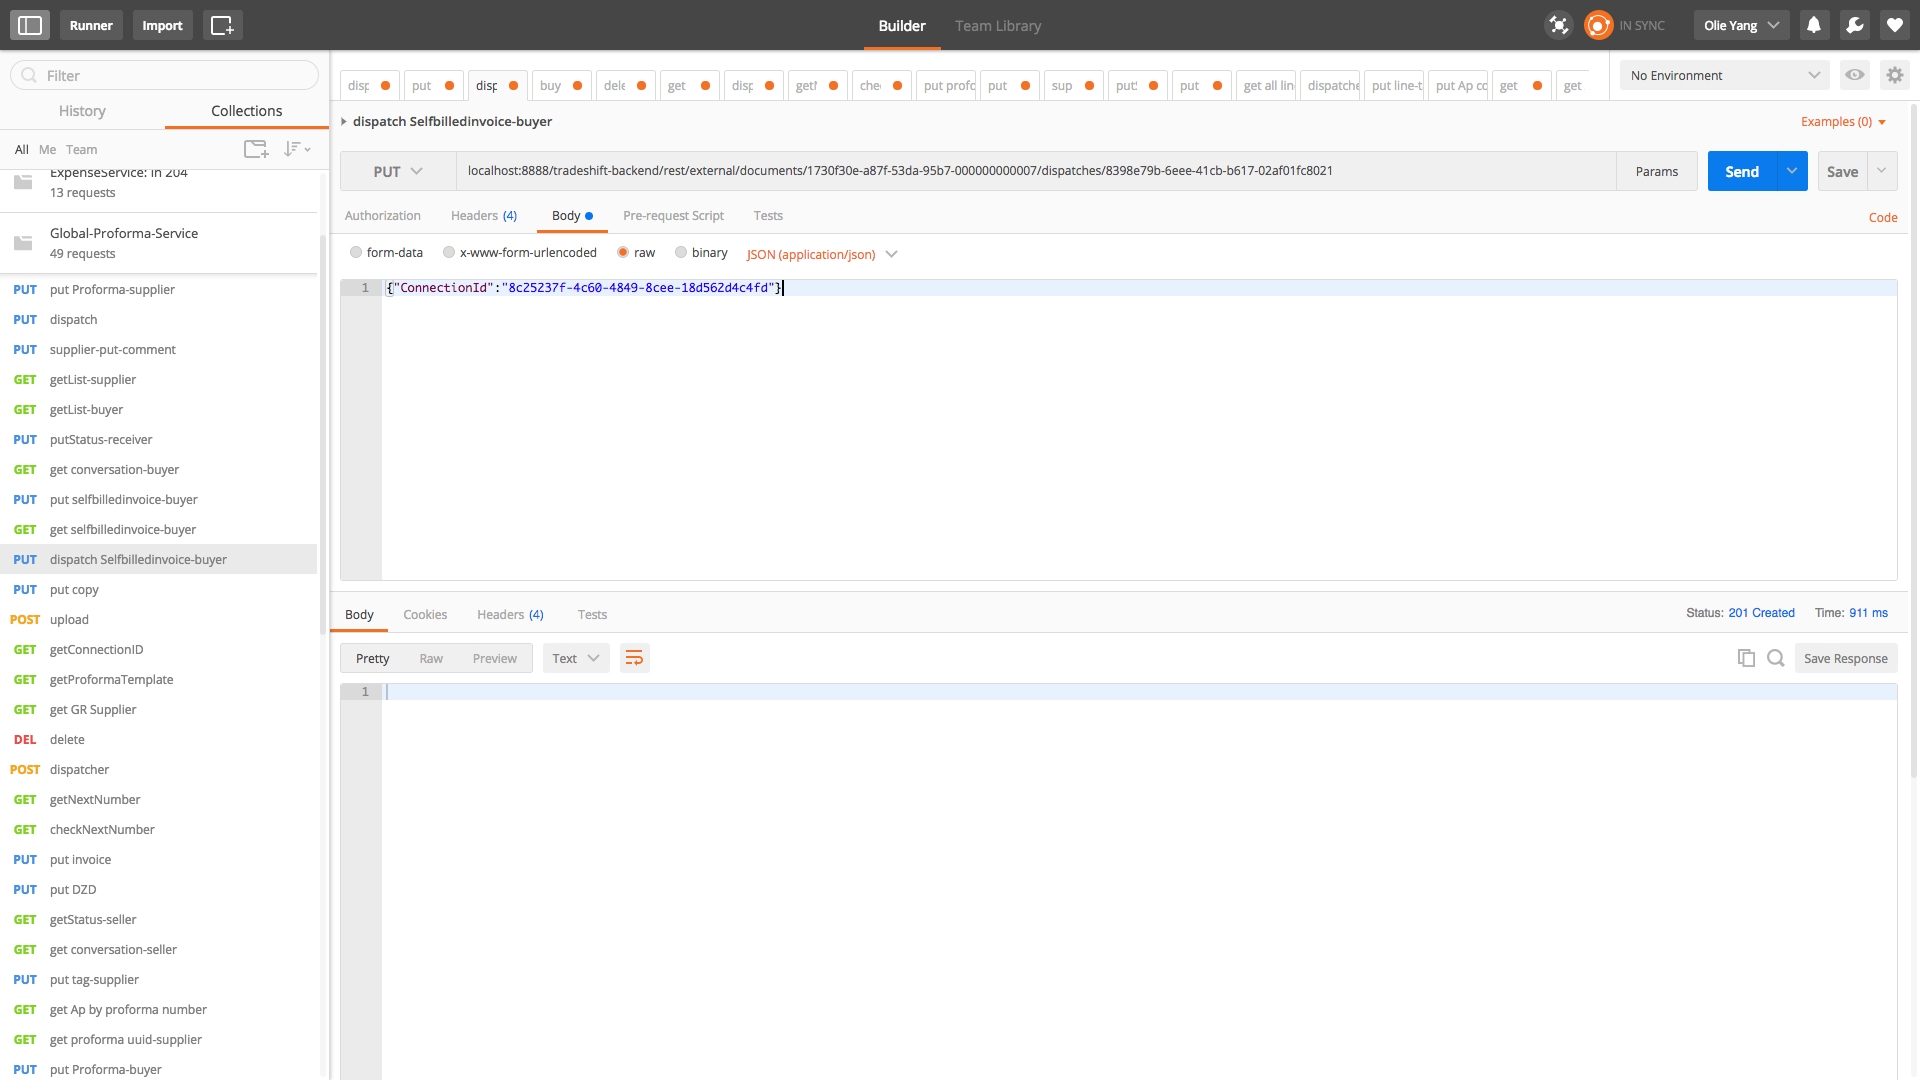 Runner
Import
Builder
Team Library
IN SYNC
Olie Yang
Filter
History
Collections
All Me Team
ExpenseService: in 204
13 requests
Global-Proforma-Service
49 requests
PUT put Proforma-supplier
PUT dispatch
PUT supplier-put-comment
GET getList-supplier
GET getList-buyer
PUT putStatus-receiver
GET get conversation-buyer
PUT put selfbilledinvoice-buyer
GET get selfbilledinvoice-buyer
PUT dispatch Selfbilledinvoice-buyer
PUT put copy
POST upload
GET getConnectionID
GET getProformaTemplate
GET get GR Supplier
DEL delete
POST dispatcher
GET getNextNumber
GET checkNextNumber
PUT put invoice
PUT put DZD
GET getStatus-seller
GET get conversation-seller
PUT put tag-supplier
GET get Ap by proforma number
GET get proforma uuid-supplier
PUT put Proforma-buyer
disp put disp buy dele get disp get che put profo put sup put put get all lin dispatche put line-t put Ap co get get
No Environment
dispatch Selfbilledinvoice-buyer
Examples (0)
PUT
localhost:8888/tradeshift-backend/rest/external/documents/1730f30e-a87f-53da-95b7-000000000007/dispatches/8398e79b-6eee-41cb-b617-02af01fc8021
Params
Send
Save
Authorization
Headers (4)
Body
Pre-request Script
Tests
Code
form-data
x-www-form-urlencoded
raw
binary
JSON (application/json)
1 {"ConnectionId":"8c25237f-4c60-4849-8cee-18d562d4c4fd"}
Body
Cookies
Headers (4)
Tests
Status: 201 Created
Time: 911 ms
Pretty
Raw
Preview
Text
Save Response
1